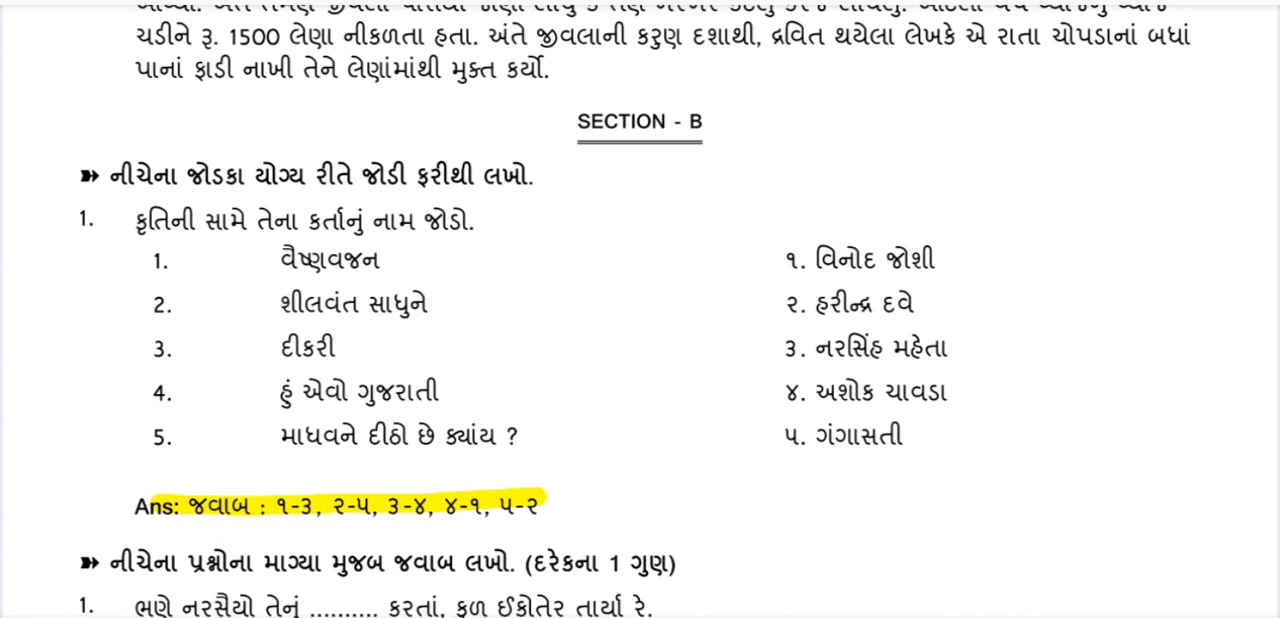 ચડીને રૂ. 1500 લેણા નીકળતા હતા. અંતે જીવલાની કરુણ દશાથી, દ્રવિત થયેલા લેખકે એ રાતા ચોપડાનાં બધાં
પાનાં ફાડી નાખી તેને લેણાંમાંથી મુક્ત કર્યો.
SECTION - B
➽ નીચેના જોડકા યોગ્ય રીતે જોડી ફરીથી લખો.
1. કૃતિની સામે તેના કર્તાનું નામ જોડો.
1. વૈષ્ણવજન ૧. વિનોદ જોશી
2. શીલવંત સાધુને ૨. હરીન્દ્ર દવે
3. દીકરી ૩. નરસિંહ મહેતા
4. હું એવો ગુજરાતી ૪. અશોક ચાવડા
5. માધવને દીઠો છે ક્યાંય ? ૫. ગંગાસતી
Ans: જવાબ : ૧-૩, ૨-૫, ૩-૪, ૪-૧, ૫-૨
➽ નીચેના પ્રશ્નોના માગ્યા મુજબ જવાબ લખો. (દરેકના 1 ગુણ)
1. ભણે નરસૈયો તેનું .......... કરતાં, કુળ ઈકોતેર તાર્યા રે.